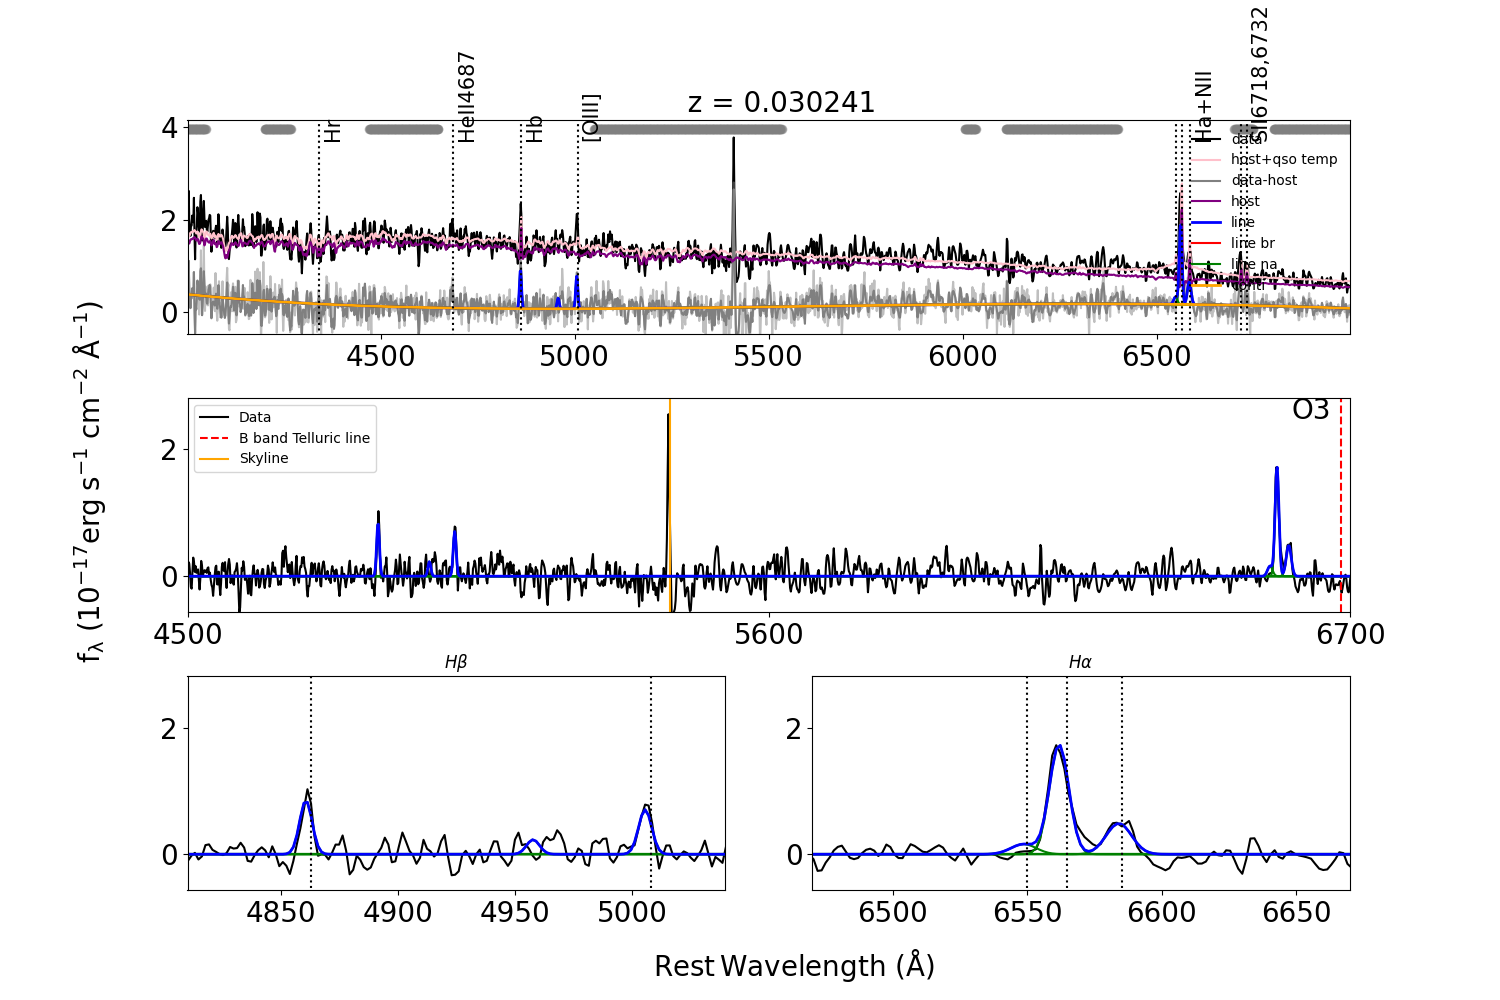 z = 0.030241
Hr
HeII4687
Hb
[OIII]
Ha+NII
SII6718,6732
4
2
0
data
host+qso temp
data-host
host
line
line br
line na
conti
4500
5000
5500
6000
6500
fλ (10⁻¹⁷erg s⁻¹ cm⁻² Å⁻¹)
Data
B band Telluric line
Skyline
O3
2
0
4500
5600
6700
Hβ
2
0
4850
4900
4950
5000
Hα
2
0
6500
6550
6600
6650
Rest Wavelength (Å)